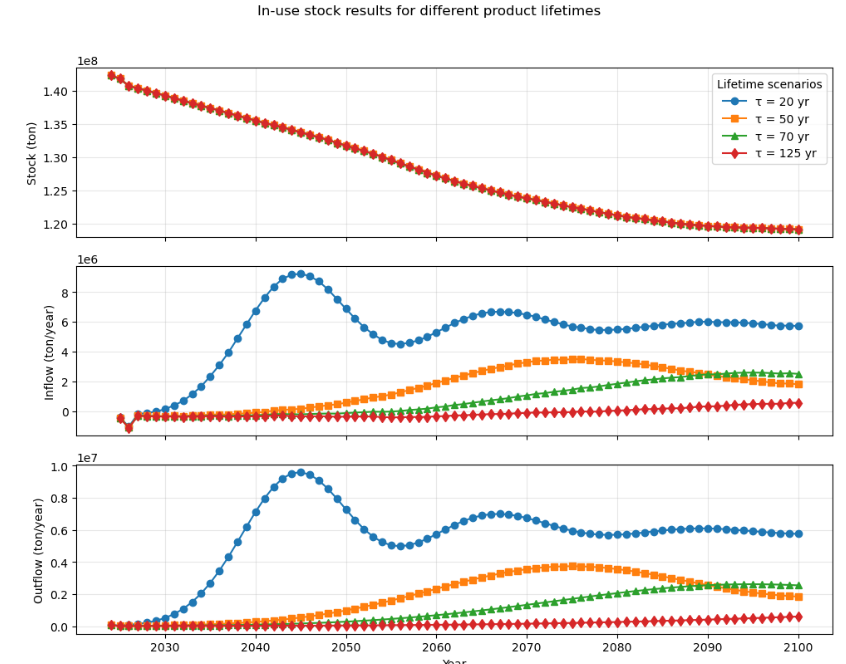 In-use stock results for different product lifetimes
1e8
1.40
1.35
1.30
1.25
1.20
Stock (ton)
Lifetime scenarios
τ = 20 yr
τ = 50 yr
τ = 70 yr
τ = 125 yr
1e6
8
6
4
2
0
Inflow (ton/year)
1e7
1.0
0.8
0.6
0.4
0.2
0.0
Outflow (ton/year)
2030 2040 2050 2060 2070 2080 2090 2100
Year